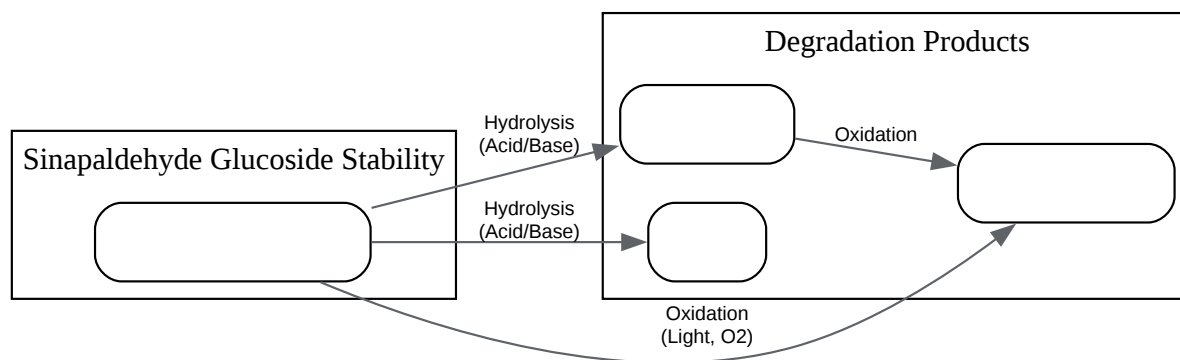 Degradation Products
Hydrolysis
(Acid/Base)
Oxidation
Sinapaldehyde Glucoside Stability
Hydrolysis
(Acid/Base)
Oxidation
(Light, O2)